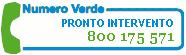 Numero Verde
PRONTO INTERVENTO
800 175 571